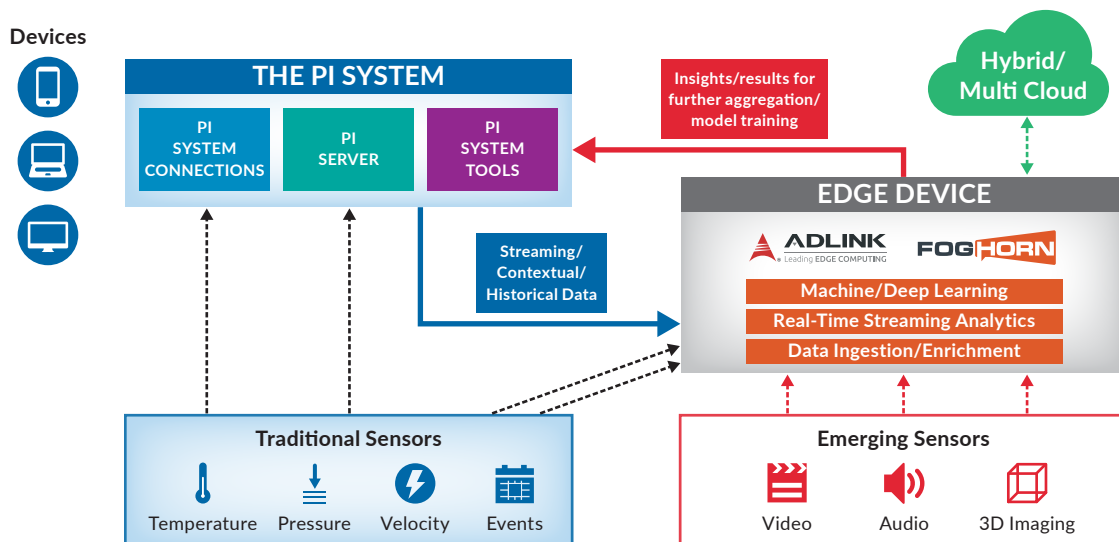 Devices
THE PI SYSTEM
PI
SYSTEM
CONNECTIONS
PI
SERVER
PI
SYSTEM
TOOLS
Insights/results for
further aggregation/
model training
Hybrid/
Multi Cloud
Streaming/
Contextual/
Historical Data
EDGE DEVICE
ADLINK
Leading EDGE COMPUTING
FOGHORN
Machine/Deep Learning
Real-Time Streaming Analytics
Data Ingestion/Enrichment
Traditional Sensors
Temperature
Pressure
Velocity
Events
Emerging Sensors
Video
Audio
3D Imaging